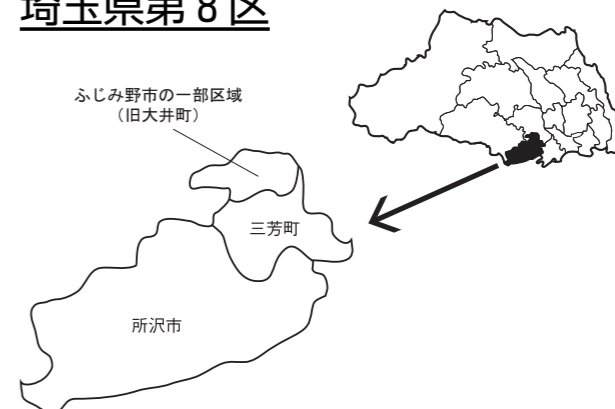 埼玉県第8区
ふじみ野市の一部区域
（旧大井町）
三芳町
所沢市